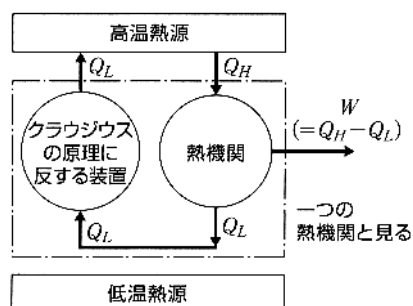 高温熱源
Q_L
Q_H
クラウジウス
の原理に
反する装置
熱機関
W
(=Q_H−Q_L)
Q_L
Q_L
一つの
熱機関と見る
低温熱源